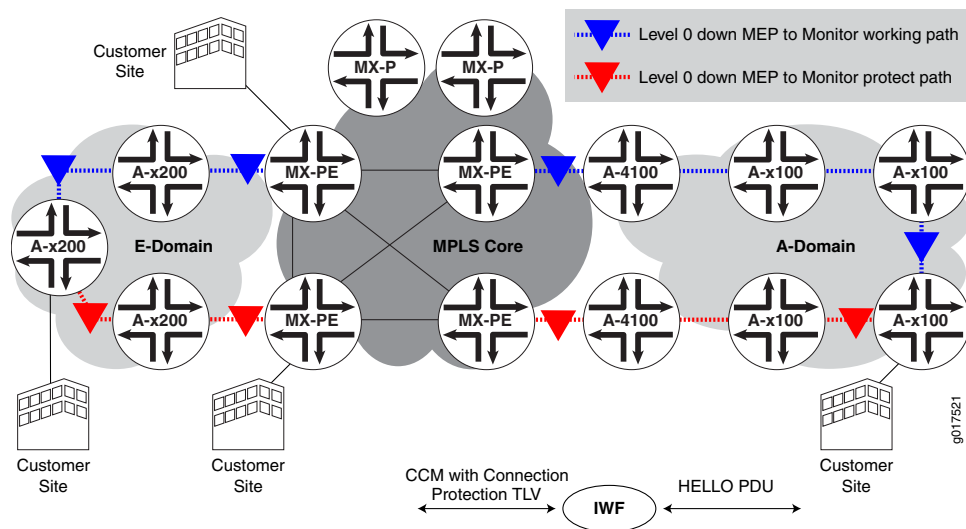 Customer
Site
MX-P
MX-P
Level 0 down MEP to Monitor working path
Level 0 down MEP to Monitor protect path
A-x200
MX-PE
MX-PE
A-4100
A-x100
A-x100
A-x200
E-Domain
MPLS Core
A-Domain
A-x200
MX-PE
MX-PE
A-4100
A-x100
A-x100
g017521
Customer
Site
Customer
Site
Customer
Site
CCM with Connection
Protection TLV
IWF
HELLO PDU